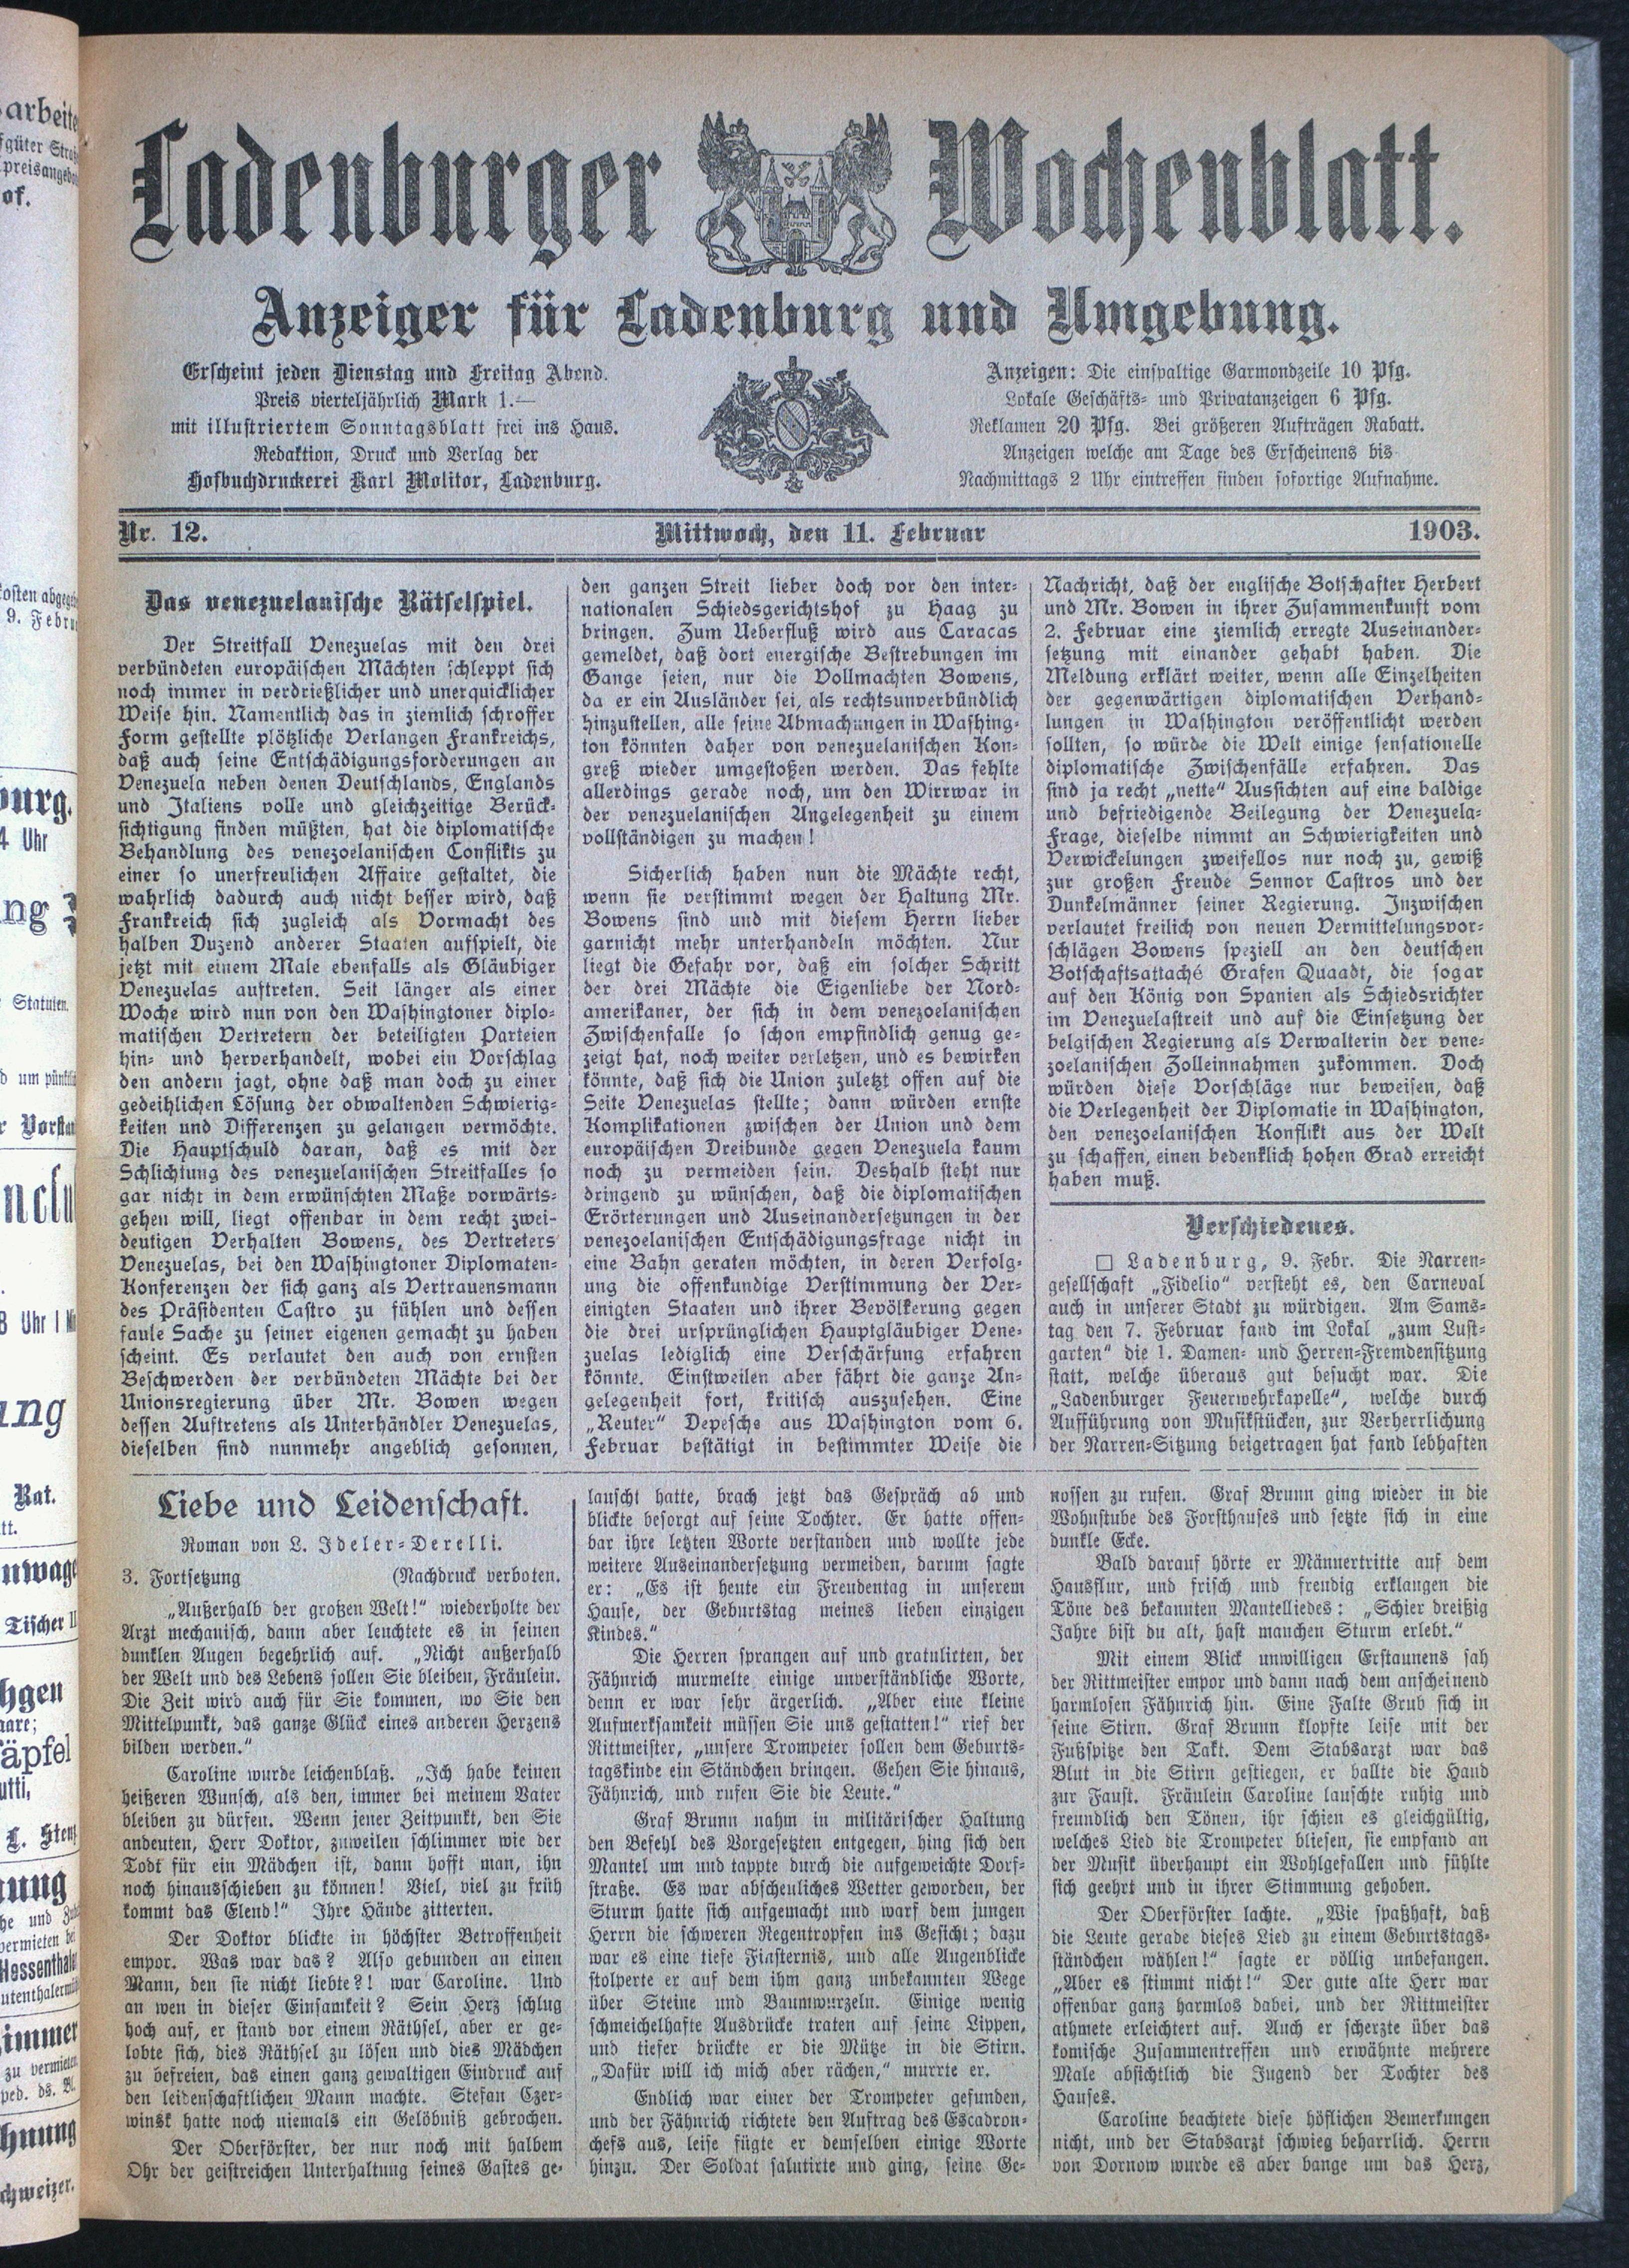 Ladenburger Wochenblatt.
Anzeiger für Ladenburg und Umgebung.
Erscheint jeden Dienstag und Freitag Abend.
Preis vierteljährlich Mark 1.—
mit illustriertem Sonntagsblatt frei ins Haus.
Redaktion, Druck und Verlag der
Hofbuchdruckerei Karl Molitor, Ladenburg.
Anzeigen: Die einspaltige Garmondzeile 10 Pfg.
Lokale Geschäfts- und Privatanzeigen 6 Pfg.
Reklamen 20 Pfg. Bei größeren Aufträgen Rabatt.
Anzeigen welche am Tage des Erscheinens bis
Nachmittags 2 Uhr eintreffen finden sofortige Aufnahme.
Nr. 12. Mittwoch, den 11. Februar 1903.
Das venezuelanische Rätselspiel.
Der Streitfall Venezuelas mit den drei
verbündeten europäischen Mächten schleppt sich
noch immer in verdrießlicher und unerquicklicher
Weise hin. Namentlich das in ziemlich schroffer
Form gestellte plötzliche Verlangen Frankreichs,
daß auch seine Entschädigungsforderungen an
Venezuela neben denen Deutschlands, Englands
und Italiens volle und gleichzeitige Berück-
sichtigung finden müßten, hat die diplomatische
Behandlung des venezoelanischen Conflikts zu
einer so unerfreulichen Affaire gestaltet, die
wahrlich dadurch auch nicht besser wird, daß
Frankreich sich zugleich als Vormacht des
halben Duzend anderer Staaten aufspielt, die
jetzt mit einem Male ebenfalls als Gläubiger
Venezuelas auftreten. Seit länger als einer
Woche wird nun von den Washingtoner diplo-
matischen Vertretern der beteiligten Parteien
hin- und herverhandelt, wobei ein Vorschlag
den andern jagt, ohne daß man doch zu einer
gedeihlichen Lösung der obwaltenden Schwierig-
keiten und Differenzen zu gelangen vermöchte.
Die Hauptschuld daran, daß es mit der
Schlichtung des venezuelanischen Streitfalles so
gar nicht in dem erwünschten Maße vorwärts-
gehen will, liegt offenbar in dem recht zwei-
deutigen Verhalten Bowens, des Vertreters
Venezuelas, bei den Washingtoner Diplomaten-
Konferenzen der sich ganz als Vertrauensmann
des Präsidenten Castro zu fühlen und dessen
faule Sache zu seiner eigenen gemacht zu haben
scheint. Es verlautet den auch von ernsten
Beschwerden der verbündeten Mächte bei der
Unionsregierung über Mr. Bowen wegen
dessen Auftretens als Unterhändler Venezuelas,
dieselben sind nunmehr angeblich gesonnen,
den ganzen Streit lieber doch vor den inter-
nationalen Schiedsgerichtshof zu Haag zu
bringen. Zum Ueberfluß wird aus Caracas
gemeldet, daß dort energische Bestrebungen im
Gange seien, nur die Vollmachten Bowens,
da er ein Ausländer sei, als rechtsunverbündlich
hinzustellen, alle seine Abmachungen in Washing-
ton könnten daher von venezuelanischen Kon-
greß wieder umgestoßen werden. Das fehlte
allerdings gerade noch, um den Wirrwar in
der venezuelanischen Angelegenheit zu einem
vollständigen zu machen!
Sicherlich haben nun die Mächte recht,
wenn sie verstimmt wegen der Haltung Mr.
Bowens sind und mit diesem Herrn lieber
garnicht mehr unterhandeln möchten. Nur
liegt die Gefahr vor, daß ein solcher Schritt
der drei Mächte die Eigenliebe der Nord-
amerikaner, der sich in dem venezoelanischen
Zwischenfalle so schon empfindlich genug ge-
zeigt hat, noch weiter verletzen, und es bewirken
könnte, daß sich die Union zuletzt offen auf die
Seite Venezuelas stellte; dann würden ernste
Komplikationen zwischen der Union und dem
europäischen Dreibunde gegen Venezuela kaum
noch zu vermeiden sein. Deshalb steht nur
dringend zu wünschen, daß die diplomatischen
Erörterungen und Auseinandersetzungen in der
venezoelanischen Entschädigungsfrage nicht in
eine Bahn geraten möchten, in deren Verfolg-
ung die offenkundige Verstimmung der Ver-
einigten Staaten und ihrer Bevölkerung gegen
die drei ursprünglichen Hauptgläubiger Vene-
zuelas lediglich eine Verschärfung erfahren
könnte. Einstweilen aber fährt die ganze An-
gelegenheit fort, kritisch auszusehen. Eine
„Reuter“ Depesche aus Washington vom 6.
Februar bestätigt in bestimmter Weise die
Nachricht, daß der englische Botschafter Herbert
und Mr. Bowen in ihrer Zusammenkunft vom
2. Februar eine ziemlich erregte Auseinander-
setzung mit einander gehabt haben. Die
Meldung erklärt weiter, wenn alle Einzelheiten
der gegenwärtigen diplomatischen Verhand-
lungen in Washington veröffentlicht werden
sollten, so würde die Welt einige sensationelle
diplomatische Zwischenfälle erfahren. Das
sind ja recht „nette“ Aussichten auf eine baldige
und befriedigende Beilegung der Venezuela-
Frage, dieselbe nimmt an Schwierigkeiten und
Verwickelungen zweifellos nur noch zu, gewiß
zur großen Freude Sennor Castros und der
Dunkelmänner seiner Regierung. Inzwischen
verlautet freilich von neuen Vermittelungsvor-
schlägen Bowens speziell an den deutschen
Botschaftsattaché Grafen Quaadt, die sogar
auf den König von Spanien als Schiedsrichter
im Venezuelastreit und auf die Einsetzung der
belgischen Regierung als Verwalterin der vene-
zoelanischen Zolleinnahmen zukommen. Doch
würden diese Vorschläge nur beweisen, daß
die Verlegenheit der Diplomatie in Washington,
den venezoelanischen Konflikt aus der Welt
zu schaffen, einen bedenklich hohen Grad erreicht
haben muß.
Verschiedenes.
□ Ladenburg, 9. Febr. Die Narren-
gesellschaft „Fidelio“ versteht es, den Carneval
auch in unserer Stadt zu würdigen. Am Sams-
tag den 7. Februar fand im Lokal „zum Lust-
garten“ die 1. Damen- und Herren-Fremdensitzung
statt, welche überaus gut besucht war. Die
„Ladenburger Feuerwehrkapelle“, welche durch
Aufführung von Musikstücken, zur Verherrlichung
der Narren-Sitzung beigetragen hat fand lebhaften
Liebe und Leidenschaft.
Roman von L. Ideler-Derelli.
3. Fortsetzung (Nachdruck verboten.
„Außerhalb der großen Welt!“ wiederholte der
Arzt mechanisch, dann aber leuchtete es in seinen
dunklen Augen begehrlich auf. „Nicht außerhalb
der Welt und des Lebens sollen Sie bleiben, Fräulein.
Die Zeit wird auch für Sie kommen, wo Sie den
Mittelpunkt, das ganze Glück eines anderen Herzens
bilden werden.“
Caroline wurde leichenblaß. „Ich habe keinen
heißeren Wunsch, als den, immer bei meinem Vater
bleiben zu dürfen. Wenn jener Zeitpunkt, den Sie
andeuten, Herr Doktor, zuweilen schlimmer wie der
Todt für ein Mädchen ist, dann hofft man, ihn
noch hinausschieben zu können! Viel, viel zu früh
kommt das Elend!“ Ihre Hände zitterten.
Der Doktor blickte in höchster Betroffenheit
empor. Was war das? Also gebunden an einen
Mann, den sie nicht liebte?! war Caroline. Und
an wen in dieser Einsamkeit? Sein Herz schlug
hoch auf, er stand vor einem Räthsel, aber er ge-
lobte sich, dies Räthsel zu lösen und dies Mädchen
zu befreien, das einen ganz gewaltigen Eindruck auf
den leidenschaftlichen Mann machte. Stefan Czer-
winsk hatte noch niemals ein Gelöbniß gebrochen.
Der Oberförster, der nur noch mit halbem
Ohr der geistreichen Unterhaltung seines Gastes ge-
lauscht hatte, brach jetzt das Gespräch ab und
blickte besorgt auf seine Tochter. Er hatte offen-
bar ihre letzten Worte verstanden und wollte jede
weitere Auseinandersetzung vermeiden, darum sagte
er: „Es ist heute ein Freudentag in unserem
Hause, der Geburtstag meines lieben einzigen
Kindes.“
Die Herren sprangen auf und gratulirten, der
Fähnrich murmelte einige unverständliche Worte,
denn er war sehr ärgerlich. „Aber eine kleine
Aufmerksamkeit müssen Sie uns gestatten!“ rief der
Rittmeister, „unsere Trompeter sollen dem Geburts-
tagskinde ein Ständchen bringen. Gehen Sie hinaus,
Fähnrich, und rufen Sie die Leute.“
Graf Brunn nahm in militärischer Haltung
den Befehl des Vorgesetzten entgegen, hing sich den
Mantel um und tappte durch die aufgeweichte Dorf-
straße. Es war abscheuliches Wetter geworden, der
Sturm hatte sich aufgemacht und warf dem jungen
Herrn die schweren Regentropfen ins Gesicht; dazu
war es eine tiefe Finsternis, und alle Augenblicke
stolperte er auf dem ihm ganz unbekannten Wege
über Steine und Baumwurzeln. Einige wenig
schmeichelhafte Ausdrücke traten auf seine Lippen,
und tiefer drückte er die Mütze in die Stirn.
„Dafür will ich mich aber rächen,“ murrte er.
Endlich war einer der Trompeter gefunden,
und der Fähnrich richtete den Auftrag des Escadron-
chefs aus, leise fügte er demselben einige Worte
hinzu. Der Soldat salutirte und ging, seine Ge-
nossen zu rufen. Graf Brunn ging wieder in die
Wohnstube des Forsthauses und setzte sich in eine
dunkle Ecke.
Bald darauf hörte er Männertritte auf dem
Hausflur, und frisch und freudig erklangen die
Töne des bekannten Mantelliedes: „Schier dreißig
Jahre bist du alt, hast manchen Sturm erlebt.“
Mit einem Blick unwilligen Erstaunens sah
der Rittmeister empor und dann nach dem anscheinend
harmlosen Fähnrich hin. Eine Falte Grub sich in
seine Stirn. Graf Brunn klopfte leise mit der
Fußspitze den Takt. Dem Stabsarzt war das
Blut in die Stirn gestiegen, er ballte die Hand
zur Faust. Fräulein Caroline lauschte ruhig und
freundlich den Tönen, ihr schien es gleichgültig,
welches Lied die Trompeter bliesen, sie empfand an
der Musik überhaupt ein Wohlgefallen und fühlte
sich geehrt und in ihrer Stimmung gehoben.
Der Oberförster lachte. „Wie spaßhaft, daß
die Leute gerade dieses Lied zu einem Geburtstags-
ständchen wählen!“ sagte er völlig unbefangen.
„Aber es stimmt nicht!“ Der gute alte Herr war
offenbar ganz harmlos dabei, und der Rittmeister
athmete erleichtert auf. Auch er scherzte über das
komische Zusammentreffen und erwähnte mehrere
Male absichtlich die Jugend der Tochter des
Hauses.
Caroline beachtete diese höflichen Bemerkungen
nicht, und der Stabsarzt schwieg beharrlich. Herrn
von Dornow wurde es aber bange um das Herz,